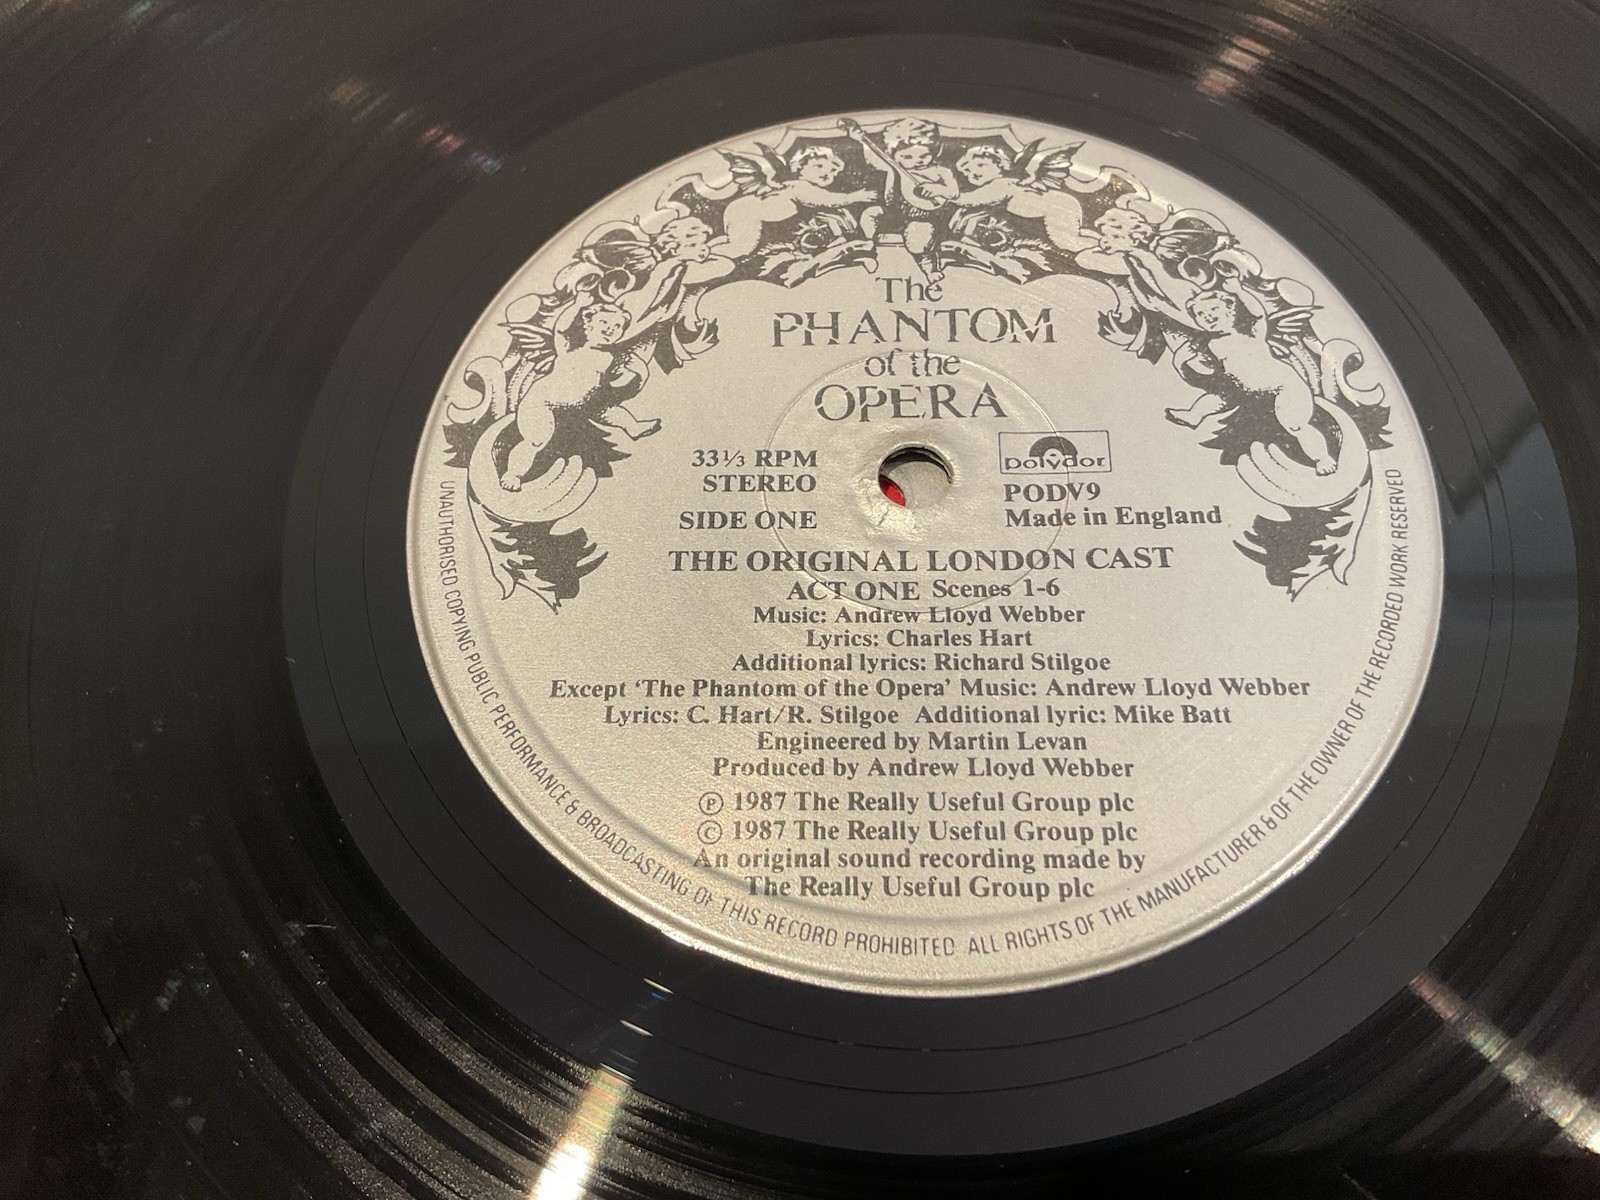 The
PHANTOM
of the
OPERA
33⅓ RPM
STEREO
SIDE ONE
polydor
PODV9
Made in England
THE ORIGINAL LONDON CAST
ACT ONE Scenes 1-6
Music: Andrew Lloyd Webber
Lyrics: Charles Hart
Additional lyrics: Richard Stilgoe
Except ‘The Phantom of the Opera’ Music: Andrew Lloyd Webber
Lyrics: C. Hart/R. Stilgoe Additional lyric: Mike Batt
Engineered by Martin Levan
Produced by Andrew Lloyd Webber
Ⓟ 1987 The Really Useful Group plc
© 1987 The Really Useful Group plc
An original sound recording made by
The Really Useful Group plc
UNAUTHORISED COPYING PUBLIC PERFORMANCE & BROADCASTING OF THIS RECORD PROHIBITED ALL RIGHTS OF THE MANUFACTURER & OF THE OWNER OF THE RECORDED WORK RESERVED